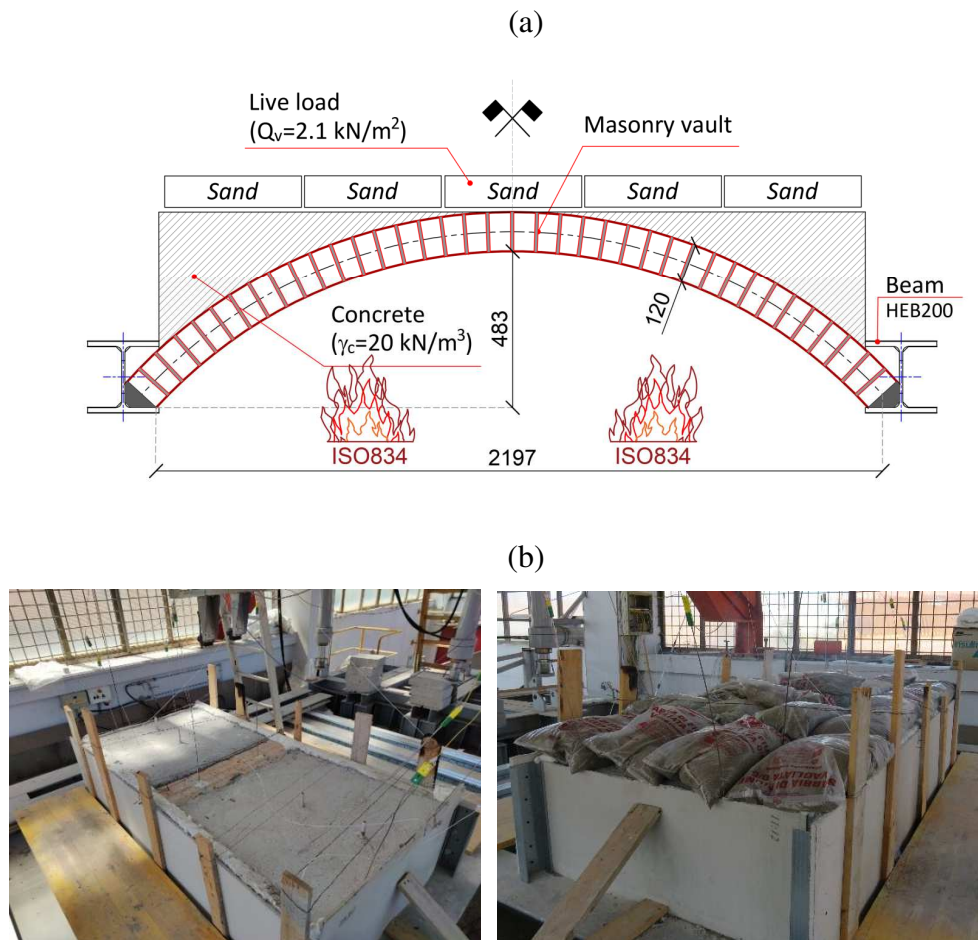 (a)
Live load
(Qv=2.1 kN/m²)
Masonry vault
Sand Sand Sand Sand Sand
Beam
HEB200
Concrete
(γc=20 kN/m³)
483
120
ISO834 ISO834
2197
(b)